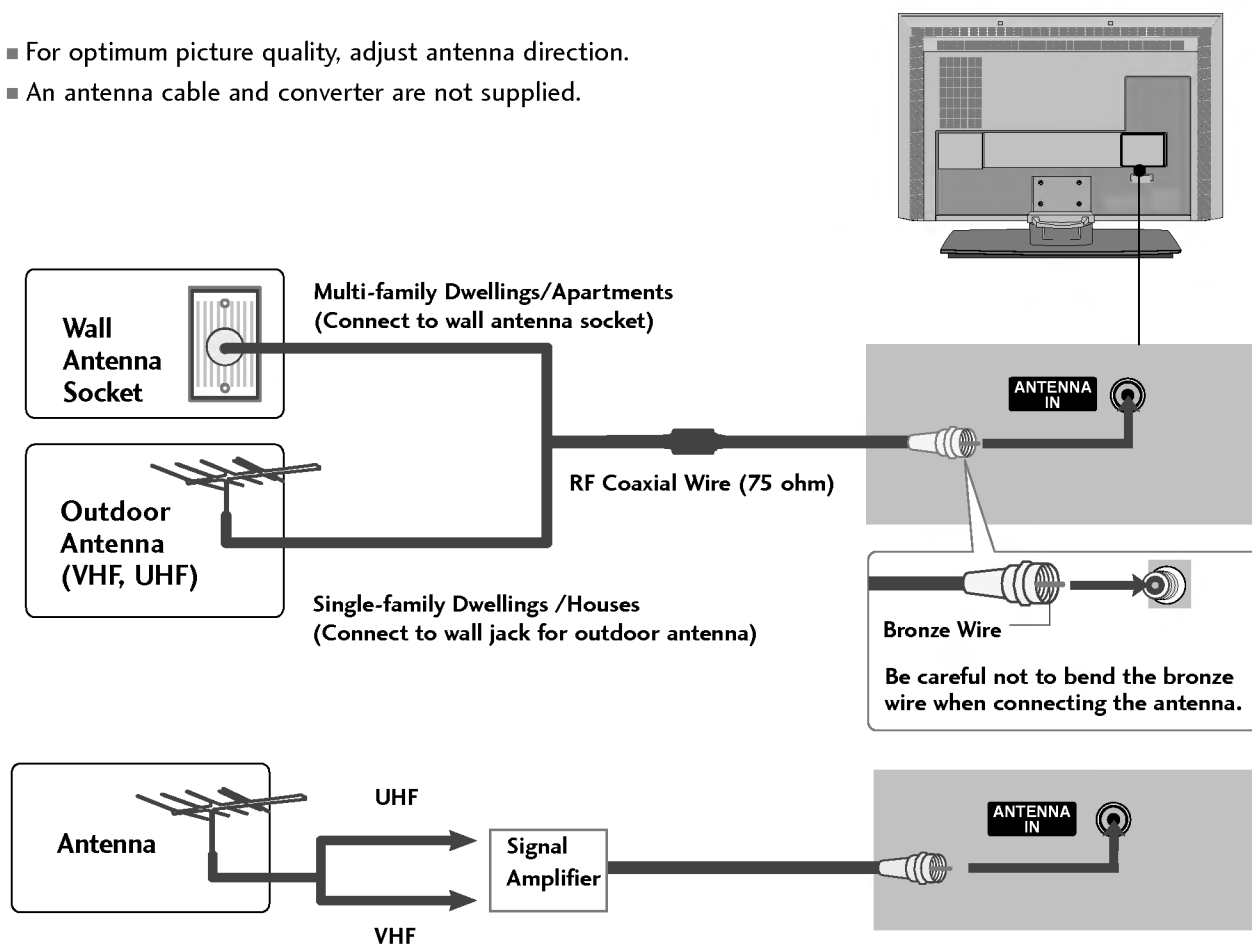 ■ For optimum picture quality, adjust antenna direction.
■ An antenna cable and converter are not supplied.
Wall
Antenna
Socket
Multi-family Dwellings/Apartments
(Connect to wall antenna socket)
ANTENNA
IN
RF Coaxial Wire (75 ohm)
Outdoor
Antenna
(VHF, UHF)
Single-family Dwellings /Houses
(Connect to wall jack for outdoor antenna)
Bronze Wire
Be careful not to bend the bronze
wire when connecting the antenna.
Antenna
UHF
VHF
Signal
Amplifier
ANTENNA
IN